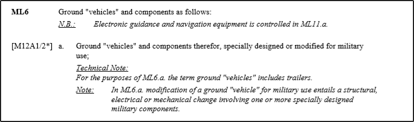 ML6 Ground "vehicles" and components as follows:
N.B.: Electronic guidance and navigation equipment is controlled in ML11.a.
[M12A1/2*] a. Ground "vehicles" and components therefor, specially designed or modified for military
use;
Technical Note:
For the purposes of ML6.a. the term ground "vehicles" includes trailers.
Note: In ML6.a. modification of a ground "vehicle" for military use entails a structural,
electrical or mechanical change involving one or more specially designed
military components.